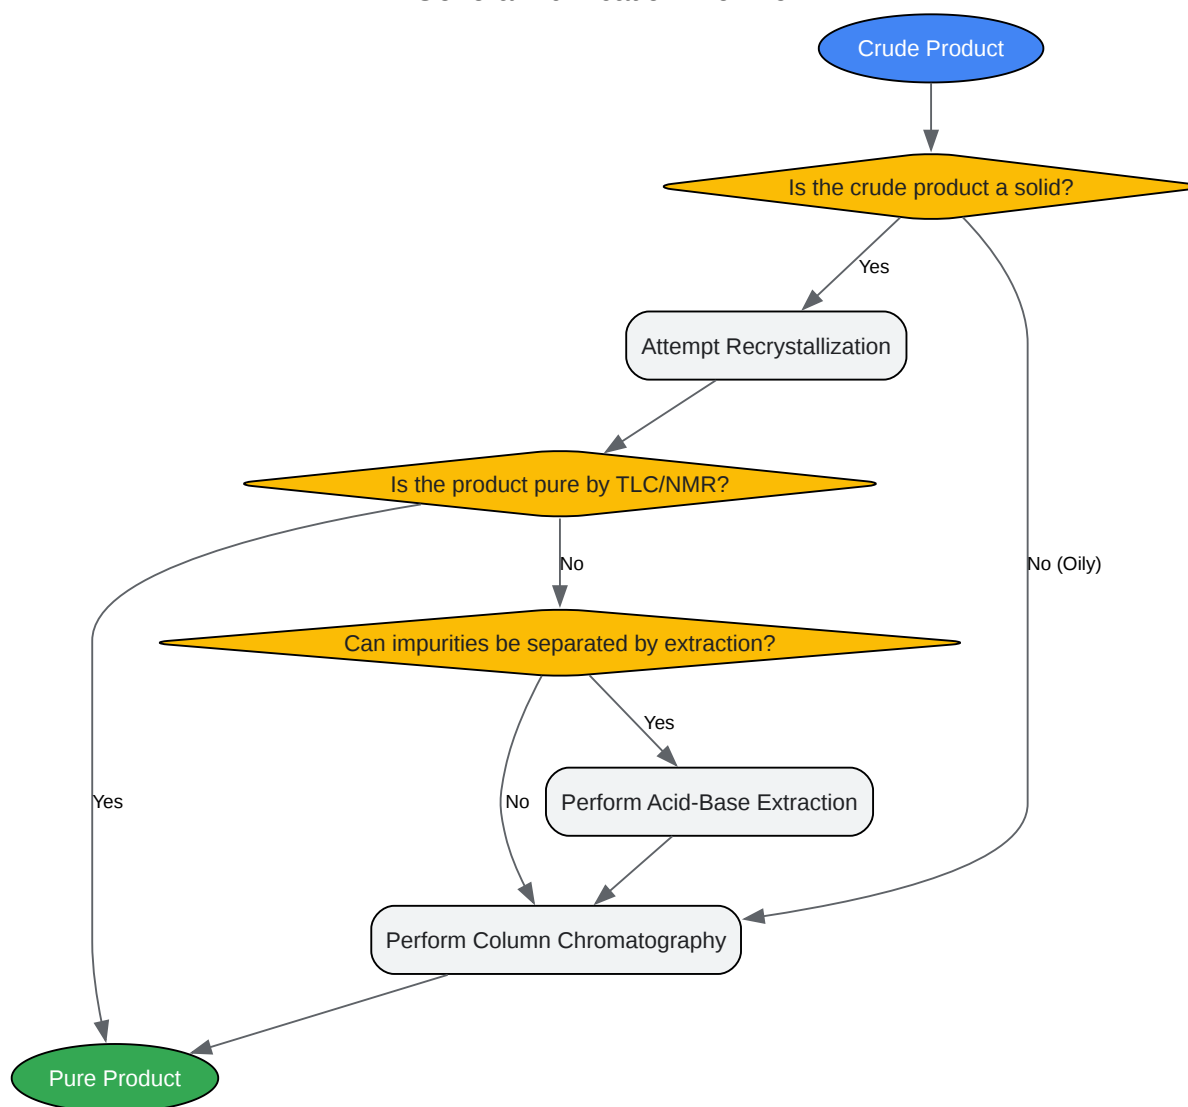 Crude Product
Is the crude product a solid?
Yes
Attempt Recrystallization
Is the product pure by TLC/NMR?
No
No (Oily)
Can impurities be separated by extraction?
Yes
Yes
No
Perform Acid-Base Extraction
Perform Column Chromatography
Pure Product